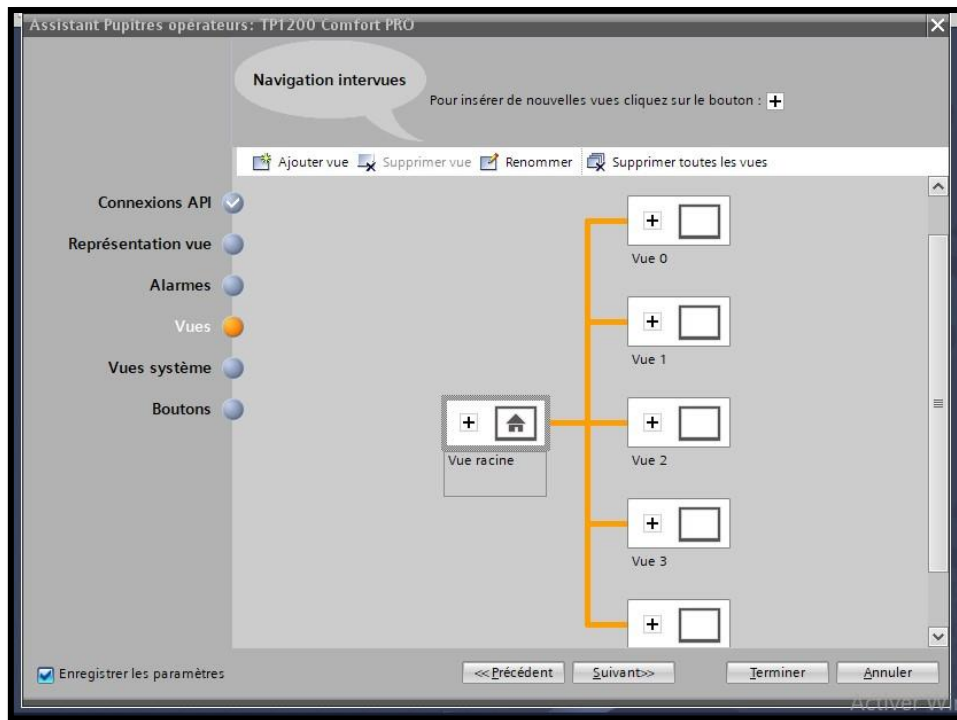 Assistant Pupitres opérateurs: TP1200 Comfort PRO
Navigation intervues
Pour insérer de nouvelles vues cliquez sur le bouton :
Ajouter vue Supprimer vue Renommer Supprimer toutes les vues
Connexions API
Représentation vue
Alarmes
Vues
Vues système
Boutons
Vue 0
Vue 1
Vue racine
Vue 2
Vue 3
Enregistrer les paramètres
<<Précédent Suivant>> Terminer Annuler
Activer Wi